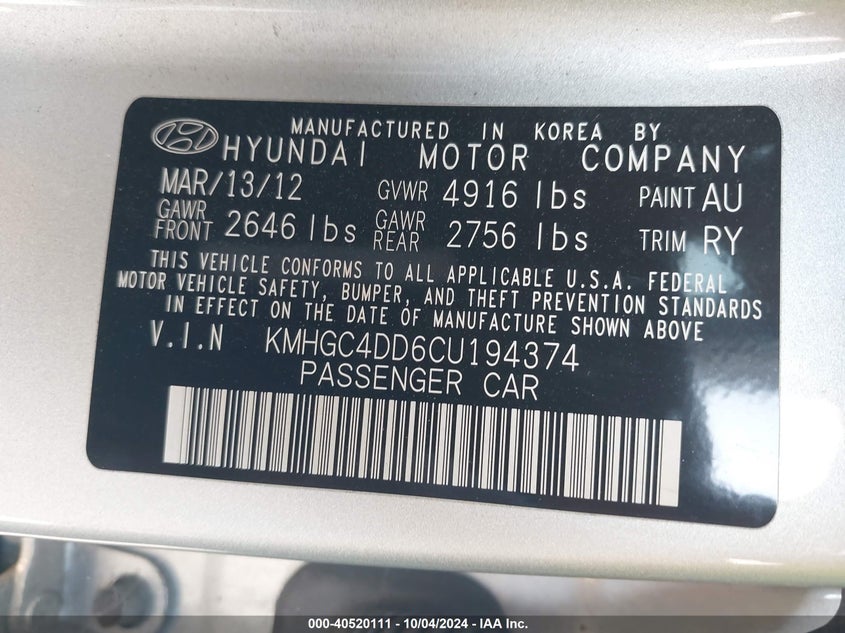 MANUFACTURED IN KOREA BY
HYUNDAI MOTOR COMPANY
MAR/13/12 GVWR 4916 lbs PAINT AU
GAWR FRONT 2646 lbs GAWR REAR 2756 lbs TRIM RY
THIS VEHICLE CONFORMS TO ALL APPLICABLE U.S.A. FEDERAL
MOTOR VEHICLE SAFETY, BUMPER, AND THEFT PREVENTION STANDARDS
IN EFFECT ON THE DATE OF MANUFACTURE SHOWN ABOVE
V.I.N KMHGC4DD6CU194374
PASSENGER CAR
000-40520111 - 10/04/2024 - IAA Inc.